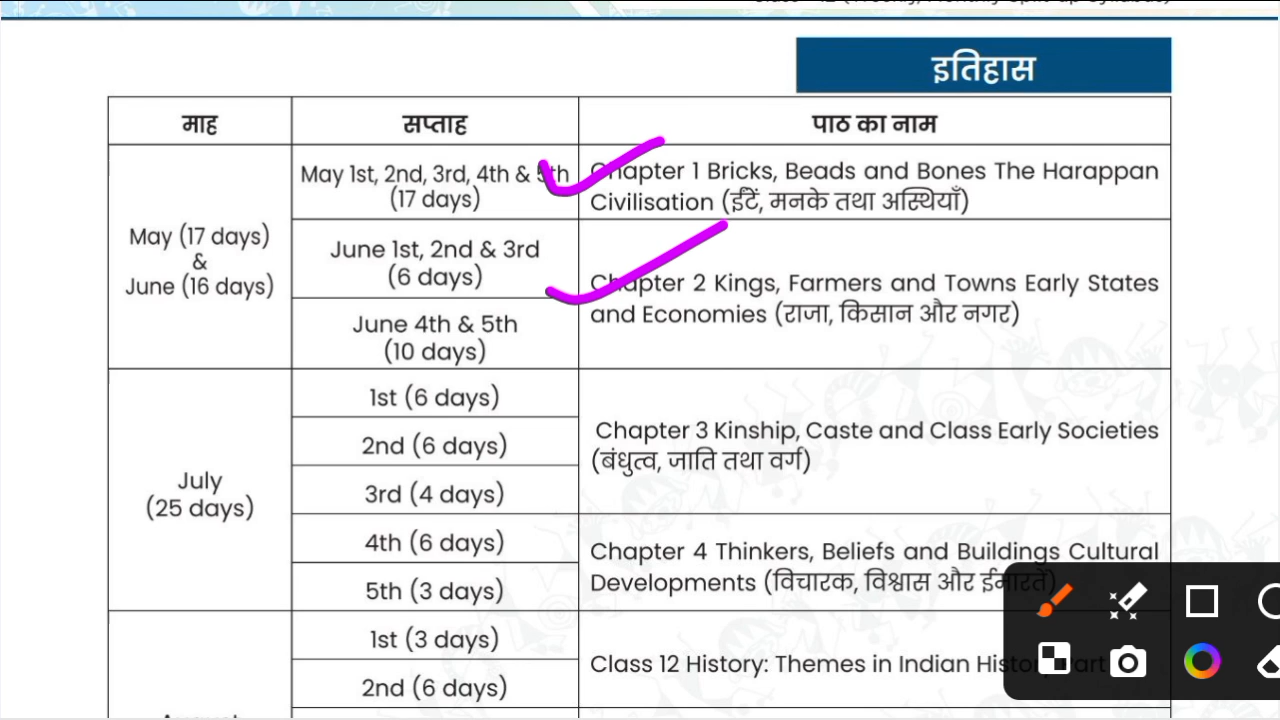 इतिहास
माह
सप्ताह
पाठ का नाम
May (17 days)
&
June (16 days)
May 1st, 2nd, 3rd, 4th & 5th
(17 days)
Chapter 1 Bricks, Beads and Bones The Harappan
Civilisation (ईंटें, मनके तथा अस्थियाँ)
June 1st, 2nd & 3rd
(6 days)
June 4th & 5th
(10 days)
Chapter 2 Kings, Farmers and Towns Early States
and Economies (राजा, किसान और नगर)
July
(25 days)
1st (6 days)
2nd (6 days)
3rd (4 days)
Chapter 3 Kinship, Caste and Class Early Societies
(बंधुत्व, जाति तथा वर्ग)
4th (6 days)
5th (3 days)
Chapter 4 Thinkers, Beliefs and Buildings Cultural
Developments (विचारक, विश्वास और ईमारतें)
1st (3 days)
2nd (6 days)
Class 12 History: Themes in Indian History